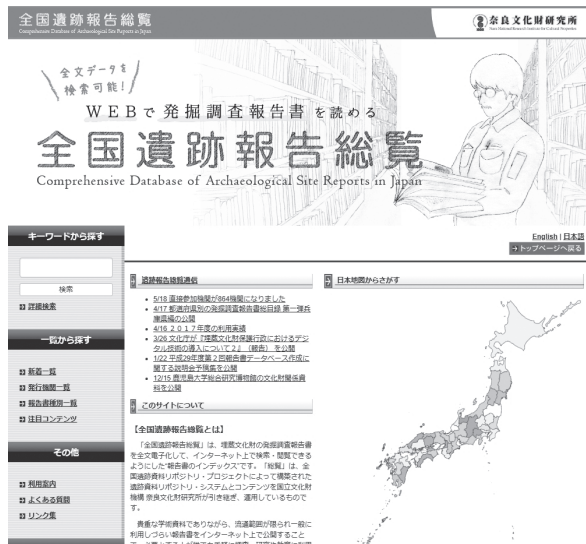 全国遺跡報告総覧
Comprehensive Database of Archaeological Site Reports in Japan
奈良文化財研究所
Nara National Research Institute for Cultural Properties
全文データを
検索可能!
WEBで発掘調査報告書を読める
全国遺跡報告総覧
Comprehensive Database of Archaeological Site Reports in Japan
キーワードから探す
検索
詳細検索
一覧から探す
新着一覧
発行機関一覧
報告書種別一覧
注目コンテンツ
その他
利用案内
よくある質問
リンク集
English | 日本語
トップページへ戻る
遺跡報告総覧通信
5/18 直接参加機関が864機関になりました
4/17 都道府県別の発掘調査報告書総目録 第一弾兵
庫県編の公開
4/16 2017年度の利用実績
3/26 文化庁が『埋蔵文化財保護行政におけるデジ
タル技術の導入について2』(報告) を公開
1/22 平成29年度第2回報告書データベース作成に
関する説明会予稿集を公開
12/15 鹿児島大学総合研究博物館の文化財関係資
料を公開
このサイトについて
【全国遺跡報告総覧とは】
「全国遺跡報告総覧」は、埋蔵文化財の発掘調査報告書
を全文電子化して、インターネット上で検索・閲覧できる
ようにした"報告書のインデックス"です。「総覧」は、全
国遺跡資料リポジトリ・プロジェクトによって構築された
遺跡資料リポジトリ・システムとコンテンツを国立文化財
機構 奈良文化財研究所が引き継ぎ、運用しているもので
す。
貴重な学術資料でありながら、流通範囲が限られ一般に
利用しづらい報告書をインターネット上で公開すること
日本地図からさがす